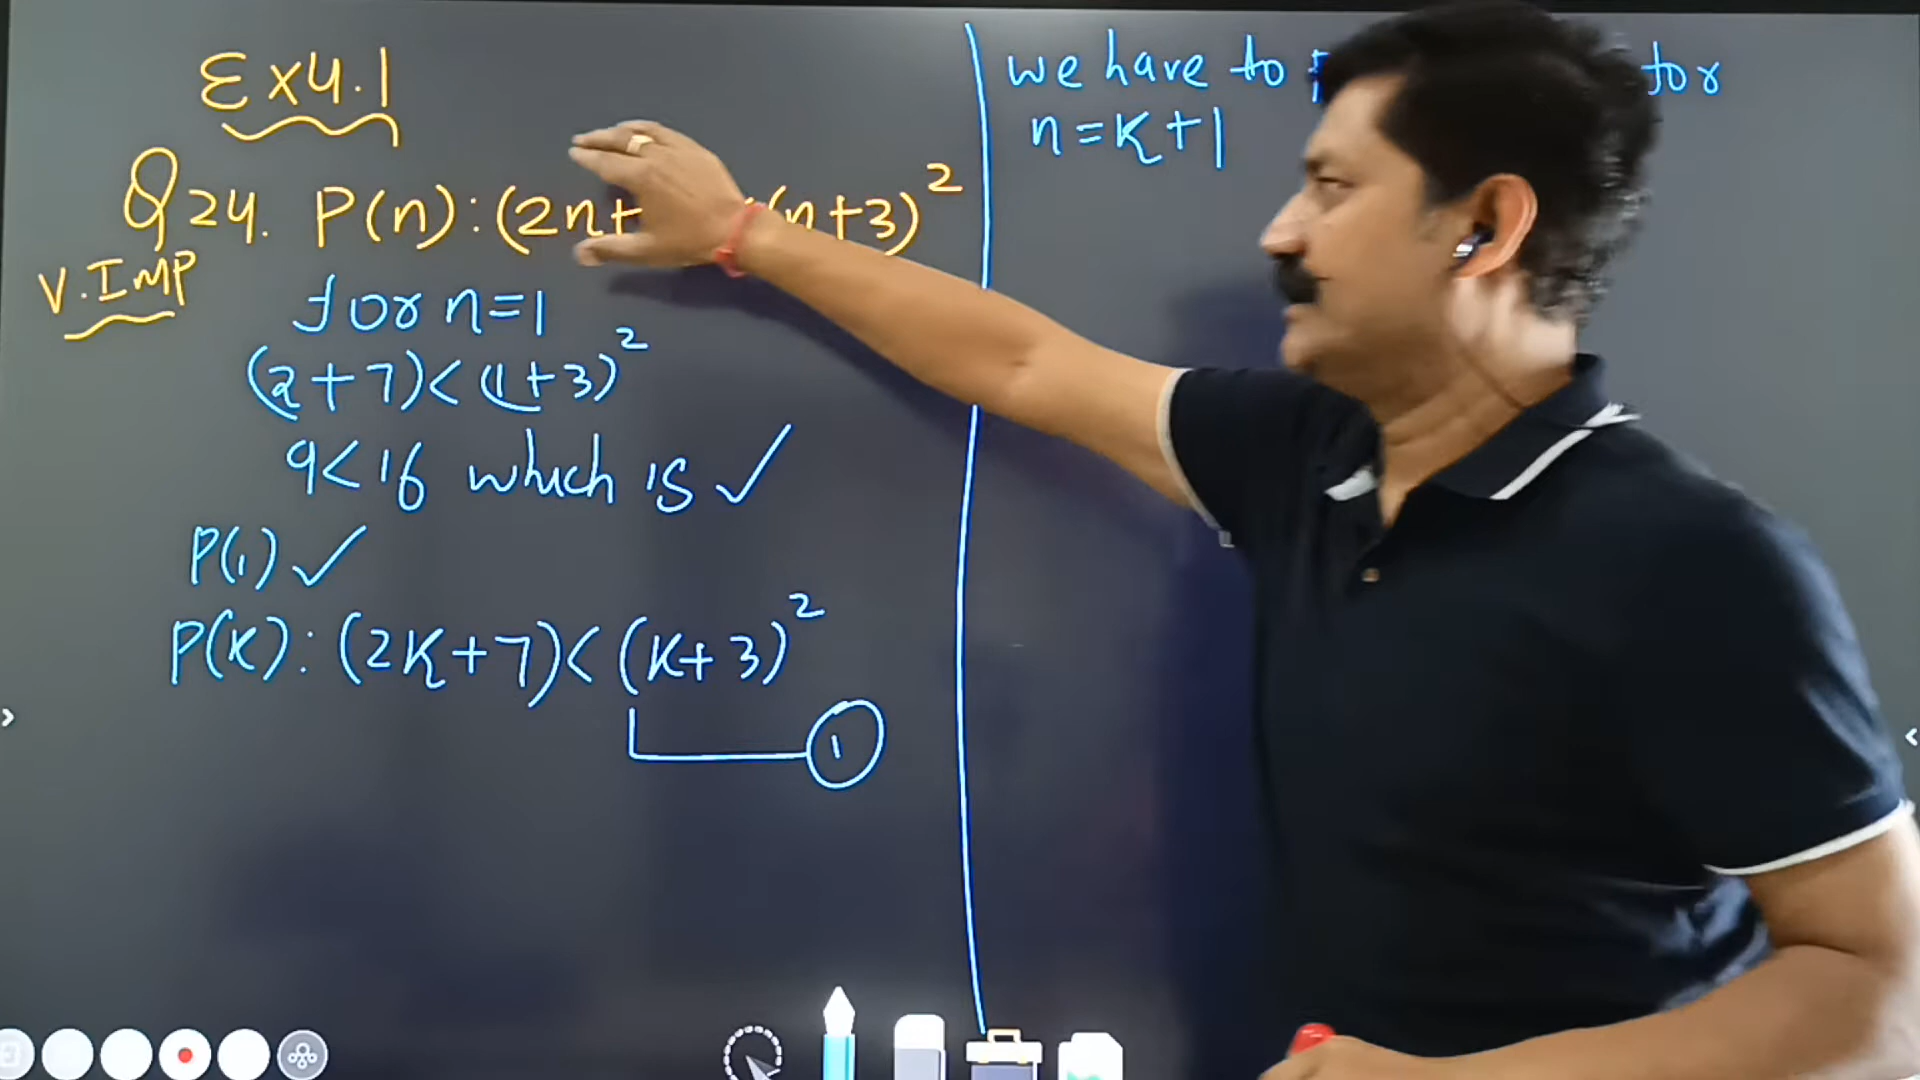 Ex4.1
Q24. P(n):(2n+ (n+3)²
V.IMP
for n=1
(2+7)<(1+3)²
9<16 which is ✓
P(1)✓
P(K): (2K+7)<(K+3)²
1
we have to for
n=K+1